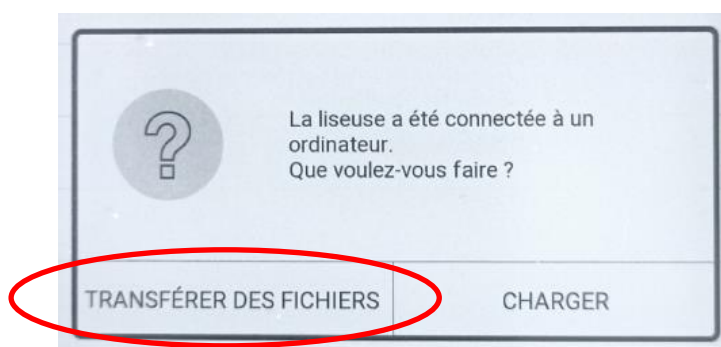 La liseuse a été connectée à un
ordinateur.
Que voulez-vous faire ?
TRANSFÉRER DES FICHIERS
CHARGER